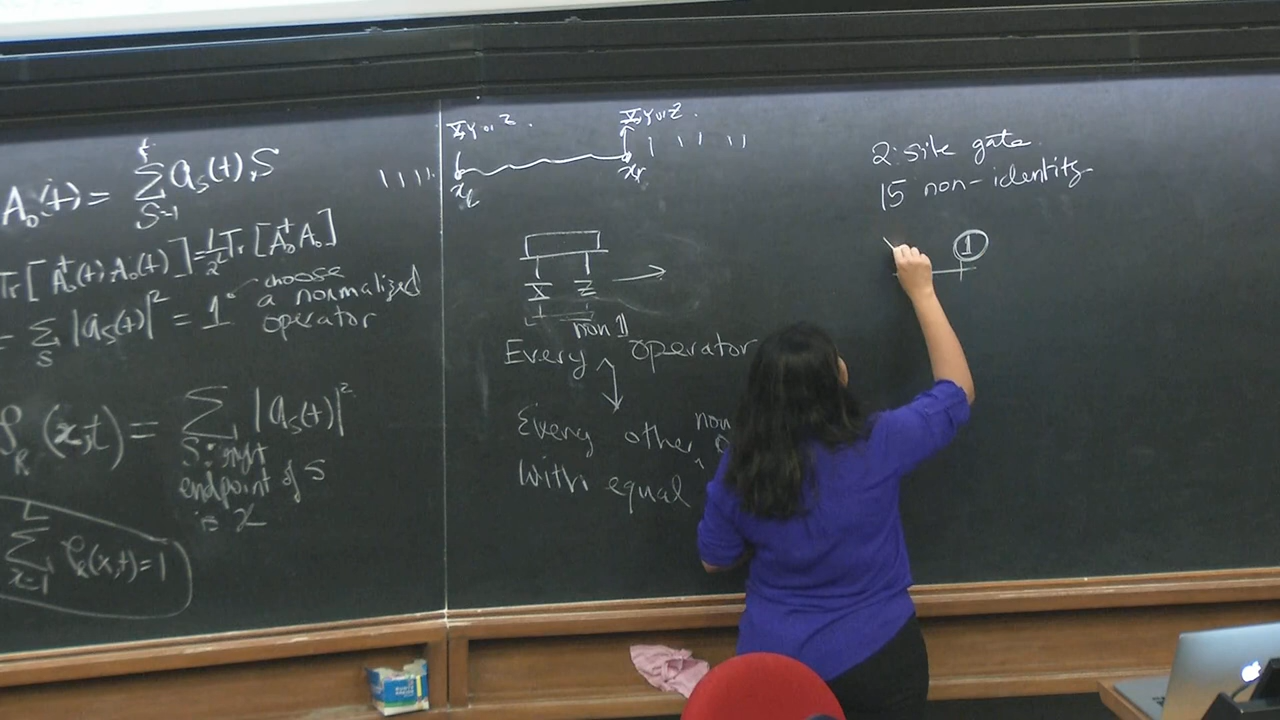 A₀(t) = Σ_{S=1} a_S(t) S
Tr[A₀†(t) A₀(t)] = 1/2^L Tr[A₀† A₀]
= Σ_S |a_S(t)|² = 1
choose
a normalized
operator
ρ_R(x,t) = Σ |a_S(t)|²
S: right
endpoint of S
is x
Σ_{x=1}^{L} ρ_R(x,t) = 1
X, Y or Z
X, Y or Z
x_l
x_r
X Z
non 1
Every operator
Every other non
with equal
2-site gate
15 non-identity
1